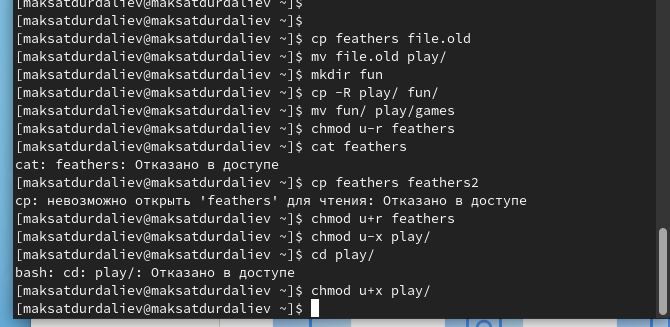 [maksatdurdaliev@maksatdurdaliev ~]$
[maksatdurdaliev@maksatdurdaliev ~]$
[maksatdurdaliev@maksatdurdaliev ~]$ cp feathers file.old
[maksatdurdaliev@maksatdurdaliev ~]$ mv file.old play/
[maksatdurdaliev@maksatdurdaliev ~]$ mkdir fun
[maksatdurdaliev@maksatdurdaliev ~]$ cp -R play/ fun/
[maksatdurdaliev@maksatdurdaliev ~]$ mv fun/ play/games
[maksatdurdaliev@maksatdurdaliev ~]$ chmod u-r feathers
[maksatdurdaliev@maksatdurdaliev ~]$ cat feathers
cat: feathers: Отказано в доступе
[maksatdurdaliev@maksatdurdaliev ~]$ cp feathers feathers2
cp: невозможно открыть 'feathers' для чтения: Отказано в доступе
[maksatdurdaliev@maksatdurdaliev ~]$ chmod u+r feathers
[maksatdurdaliev@maksatdurdaliev ~]$ chmod u-x play/
[maksatdurdaliev@maksatdurdaliev ~]$ cd play/
bash: cd: play/: Отказано в доступе
[maksatdurdaliev@maksatdurdaliev ~]$ chmod u+x play/
[maksatdurdaliev@maksatdurdaliev ~]$